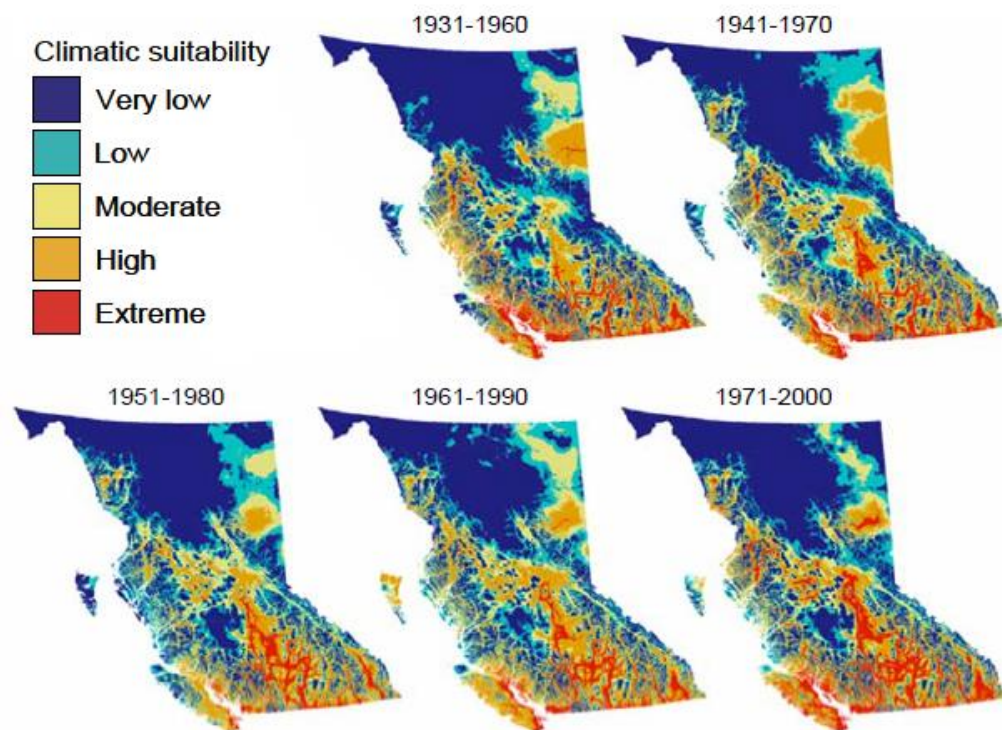 1931-1960
1941-1970
Climatic suitability
Very low
Low
Moderate
High
Extreme
1951-1980
1961-1990
1971-2000